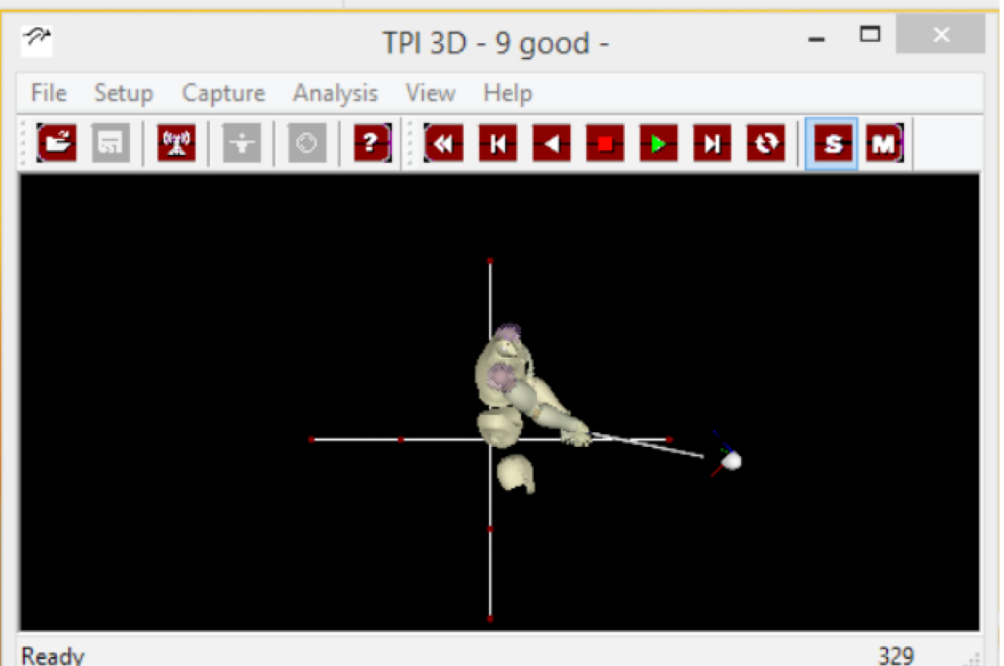 TPI 3D - 9 good -
File Setup Capture Analysis View Help
? S M
Ready 329